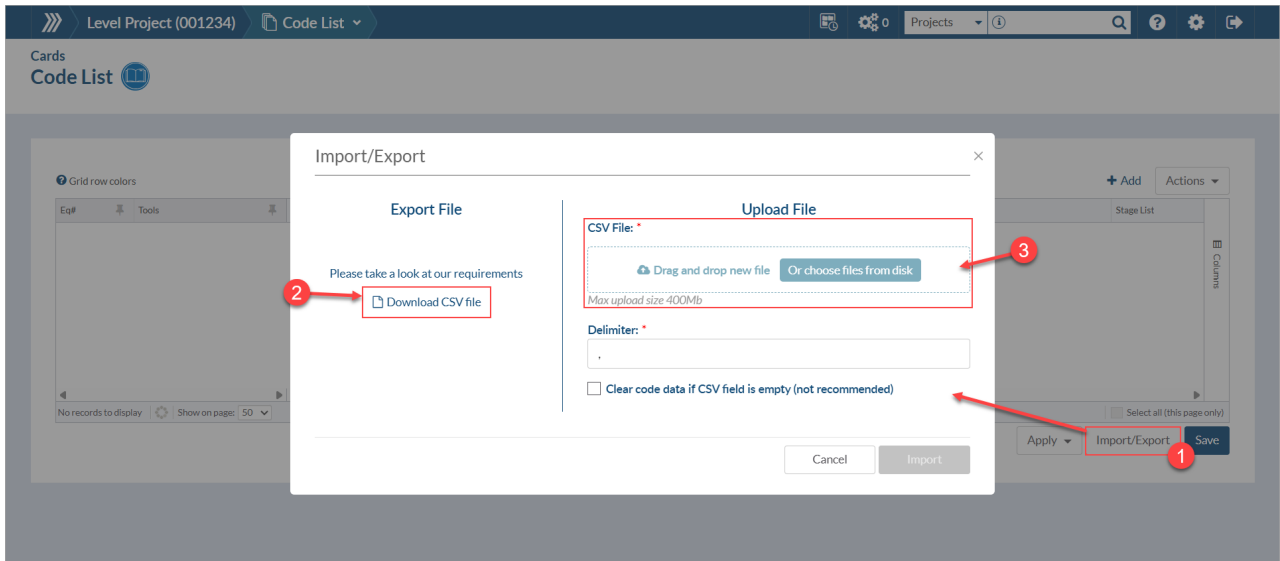 Level Project (001234)
Code List
0
Projects
Cards
Code List
Grid row colors
+ Add
Actions
Eq#
Tools
Stage List
Columns
Import/Export
×
Export File
Please take a look at our requirements
2
Download CSV file
Upload File
CSV File: *
Drag and drop new file
Or choose files from disk
3
Max upload size 400Mb
Delimiter: *
,
Clear code data if CSV field is empty (not recommended)
Cancel
Import
No records to display
Show on page: 50
Select all (this page only)
Apply
Import/Export
1
Save